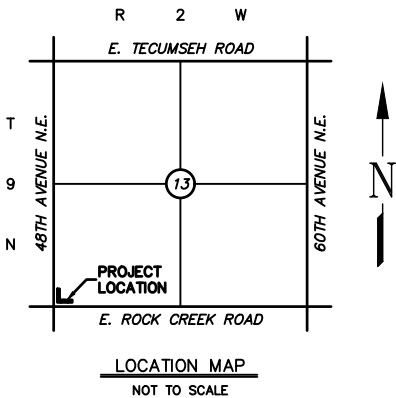 R 2 W
E. TECUMSEH ROAD
T
9
N
48TH AVENUE N.E.
13
60TH AVENUE N.E.
N
PROJECT
LOCATION
E. ROCK CREEK ROAD
LOCATION MAP
NOT TO SCALE